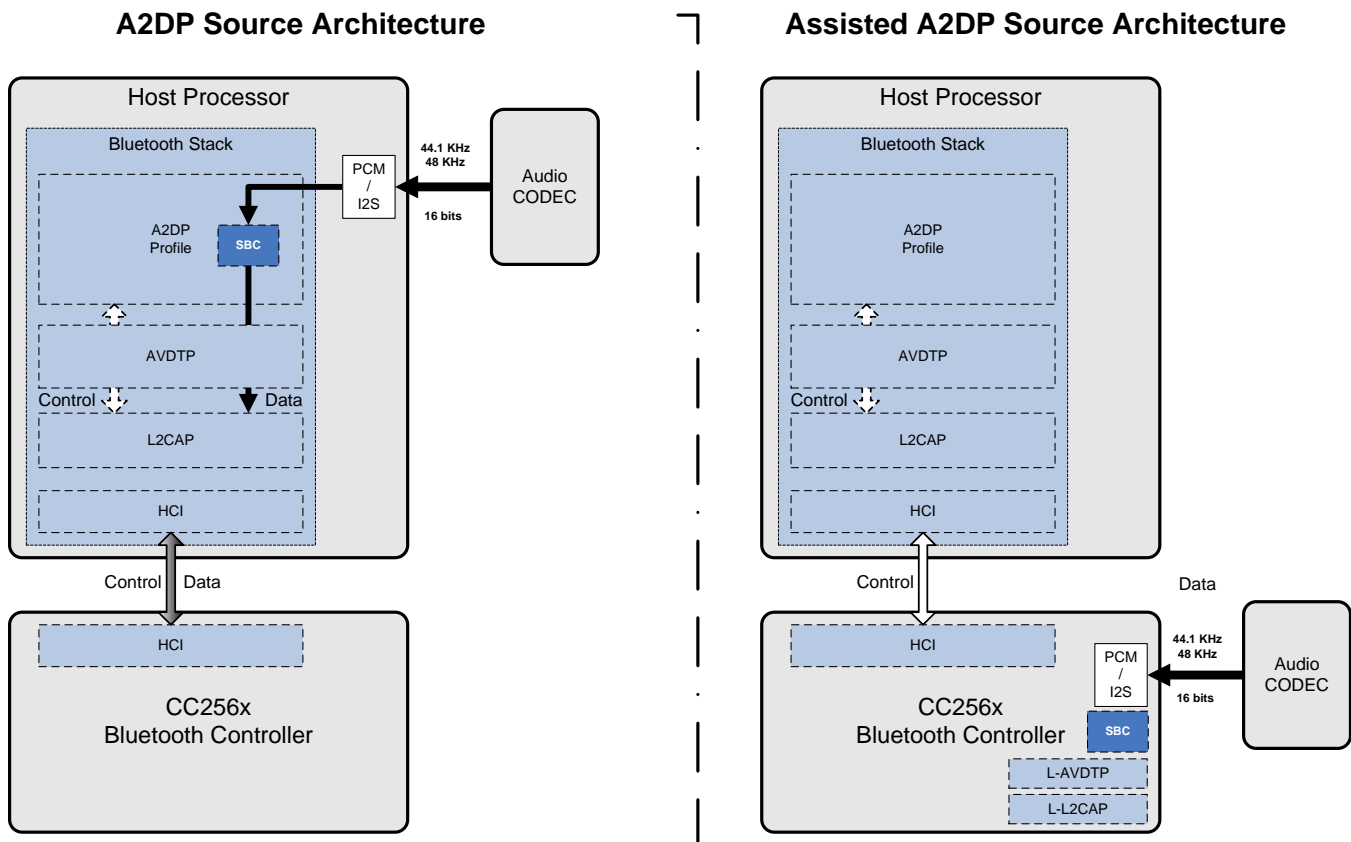 A2DP Source Architecture
Host Processor
Bluetooth Stack
A2DP
Profile
SBC
PCM
/
I2S
44.1 KHz
48 KHz
16 bits
Audio
CODEC
AVDTP
Control
Data
L2CAP
HCI
Control
Data
HCI
CC256x
Bluetooth Controller
Assisted A2DP Source Architecture
Host Processor
Bluetooth Stack
A2DP
Profile
AVDTP
Control
L2CAP
HCI
Control
Data
HCI
PCM
/
I2S
44.1 KHz
48 KHz
16 bits
Audio
CODEC
CC256x
Bluetooth Controller
SBC
L-AVDTP
L-L2CAP